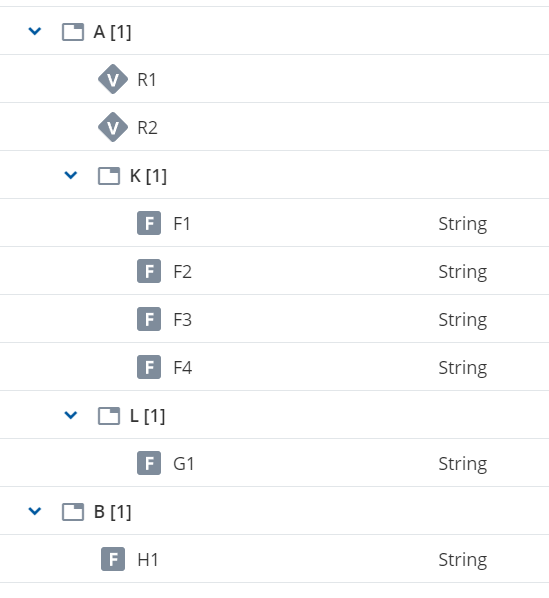 A [1]
V R1
V R2
K [1]
F F1 String
F F2 String
F F3 String
F F4 String
L [1]
F G1 String
B [1]
F H1 String